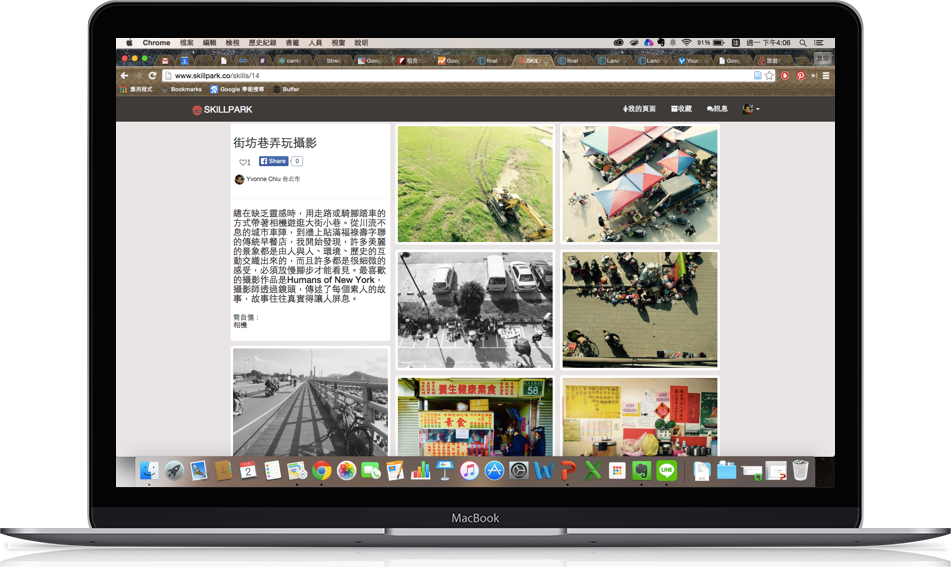 Chrome 檔案 編輯 檢視 歷史紀錄 書籤 人員 視窗 說明
91% 週一 下午4:06
Goog
final
SKILL
final
Land
Land
Your
Goog
www.skillpark.co/skills/14
應用程式 Bookmarks Google 學術搜尋 Buffer
SKILLPARK
我的頁面 收藏 訊息
街坊巷弄玩攝影
1 Share 0
Yvonne Chiu 台北市
總在缺乏靈感時，用走路或騎腳踏車的
方式帶著相機遊逛大街小巷。從川流不
息的城市車陣，到牆上貼滿福祿壽字聯
的傳統早餐店，我開始發現，許多美麗
的景象都是由人與人、環境、歷史的互
動交織出來的，而且許多都是很細微的
感受，必須放慢腳步才能看見。最喜歡
的攝影作品是Humans of New York，
攝影師透過鏡頭，傳述了每個素人的故
事，故事往往真實得讓人屏息。
需自備：
相機
養生健康素食
58
素食
2
LINE
MacBook